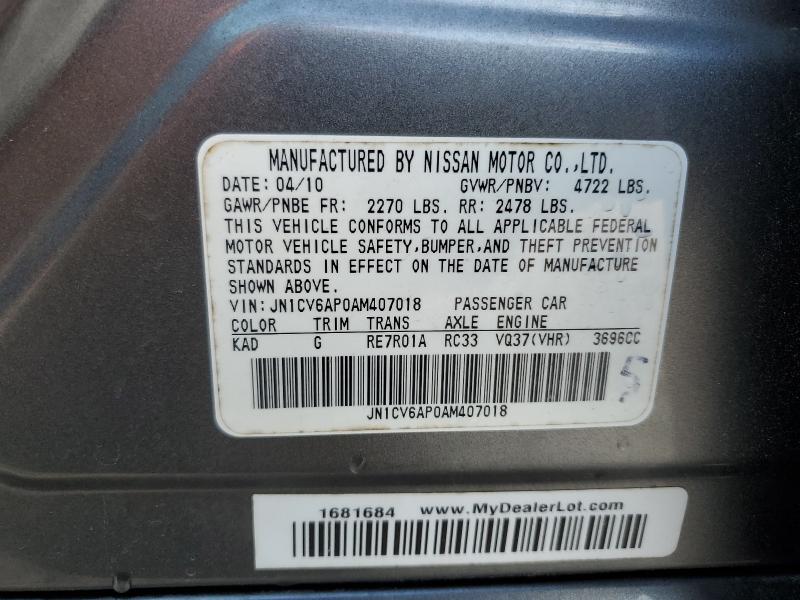 MANUFACTURED BY NISSAN MOTOR CO.,LTD.
DATE: 04/10 GVWR/PNBV: 4722 LBS.
GAWR/PNBE FR: 2270 LBS. RR: 2478 LBS.
THIS VEHICLE CONFORMS TO ALL APPLICABLE FEDERAL
MOTOR VEHICLE SAFETY,BUMPER,AND THEFT PREVENTION
STANDARDS IN EFFECT ON THE DATE OF MANUFACTURE
SHOWN ABOVE.
VIN:JN1CV6AP0AM407018 PASSENGER CAR
COLOR TRIM TRANS AXLE ENGINE
KAD G RE7R01A RC33 VQ37(VHR) 3696CC
JN1CV6AP0AM407018
1681684 www.MyDealerLot.com